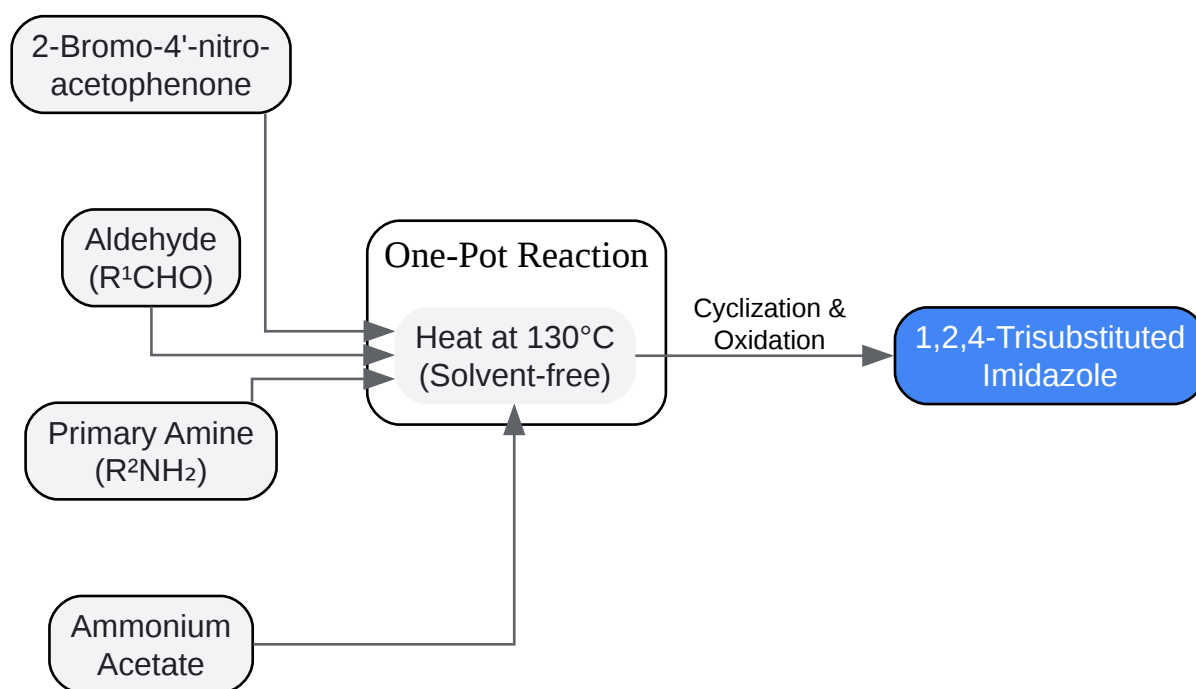 2-Bromo-4'-nitro-
acetophenone
Aldehyde
(R¹CHO)
One-Pot Reaction
Heat at 130°C
(Solvent-free)
Cyclization &
Oxidation
1,2,4-Trisubstituted
Imidazole
Primary Amine
(R²NH₂)
Ammonium
Acetate